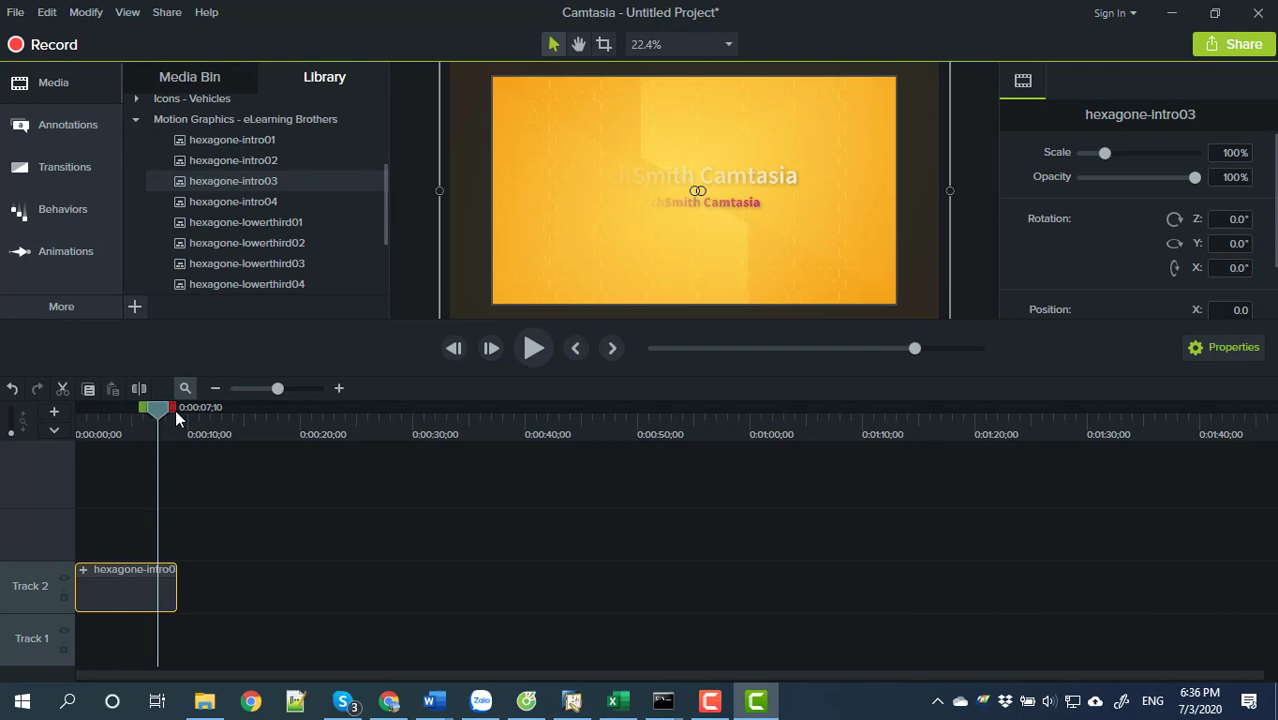 File Edit Modify View Share Help
Camtasia - Untitled Project*
Sign In
Record
22.4%
Share
Media
Annotations
Transitions
Behaviors
Animations
More
Media Bin
Library
Icons - Vehicles
Motion Graphics - eLearning Brothers
hexagone-intro01
hexagone-intro02
hexagone-intro03
hexagone-intro04
hexagone-lowerthird01
hexagone-lowerthird02
hexagone-lowerthird03
hexagone-lowerthird04
hSmith Camtasia
chSmith Camtasia
hexagone-intro03
Scale 100%
Opacity 100%
Rotation: Z: 0.0°
Y: 0.0°
X: 0.0°
Position: X: 0.0
Properties
0:00:07;10
0:00:00;00 0:00:10;00 0:00:20;00 0:00:30;00 0:00:40;00 0:00:50;00 0:01:00;00 0:01:10;00 0:01:20;00 0:01:30;00 0:01:40;00
Track 2
hexagone-intro0
Track 1
3
ENG
6:36 PM
7/3/2020